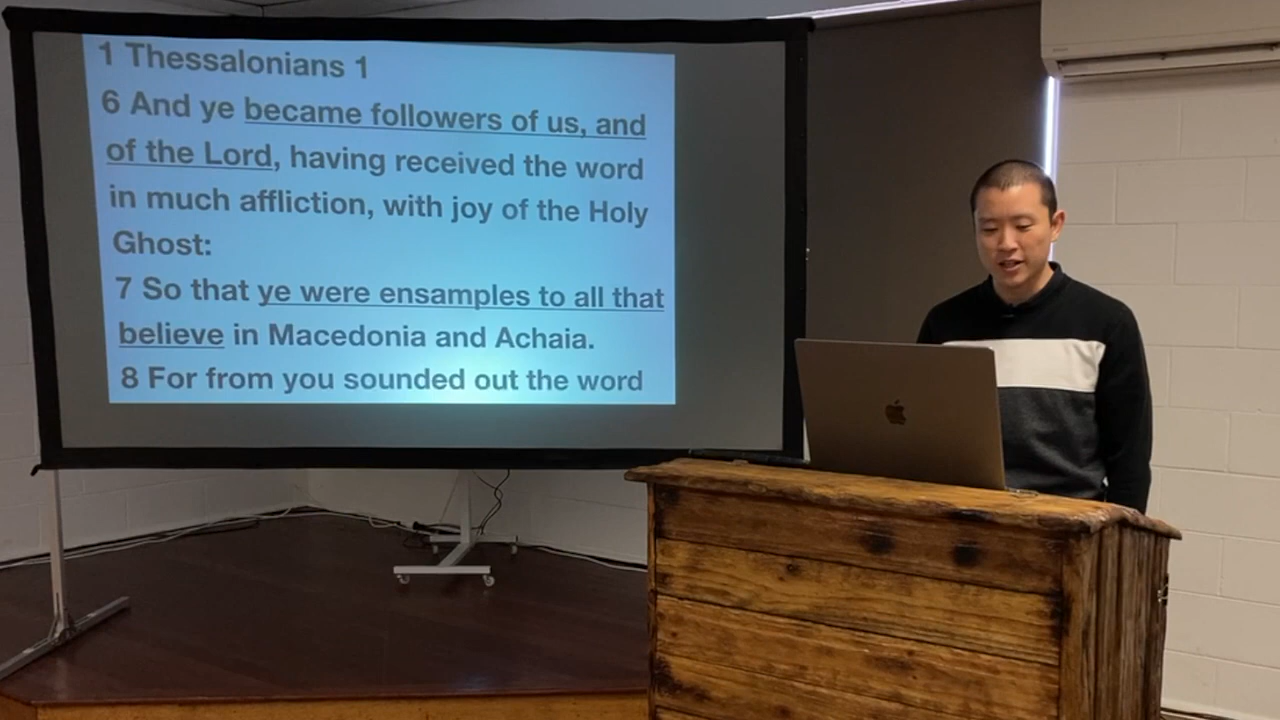 1 Thessalonians 1
6 And ye became followers of us, and
of the Lord, having received the word
in much affliction, with joy of the Holy
Ghost:
7 So that ye were ensamples to all that
believe in Macedonia and Achaia.
8 For from you sounded out the word